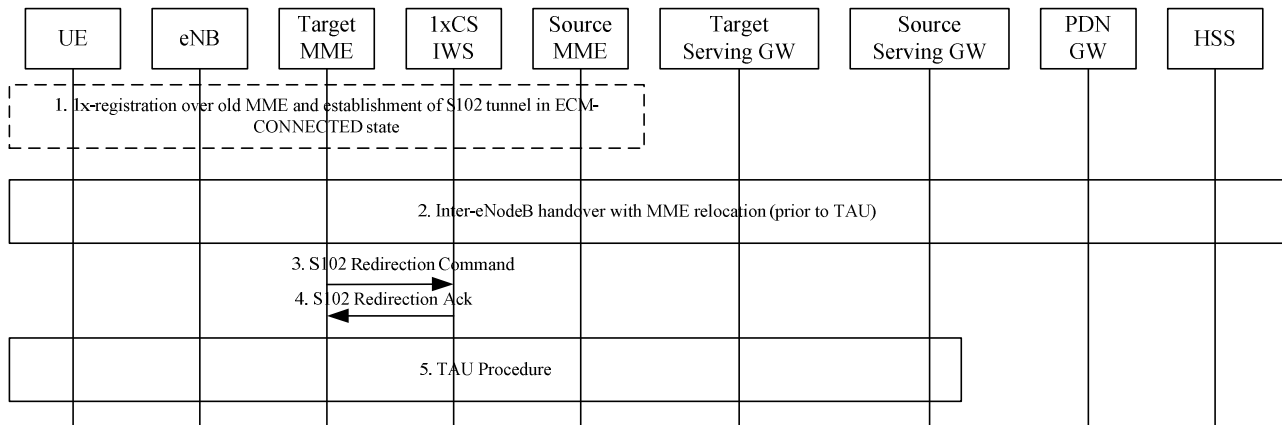 UE
eNB
Target
MME
1xCS
IWS
Source
MME
Target
Serving GW
Source
Serving GW
PDN
GW
HSS
1. 1x-registration over old MME and establishment of S102 tunnel in ECM-
CONNECTED state
2. Inter-eNodeB handover with MME relocation (prior to TAU)
3. S102 Redirection Command
4. S102 Redirection Ack
5. TAU Procedure